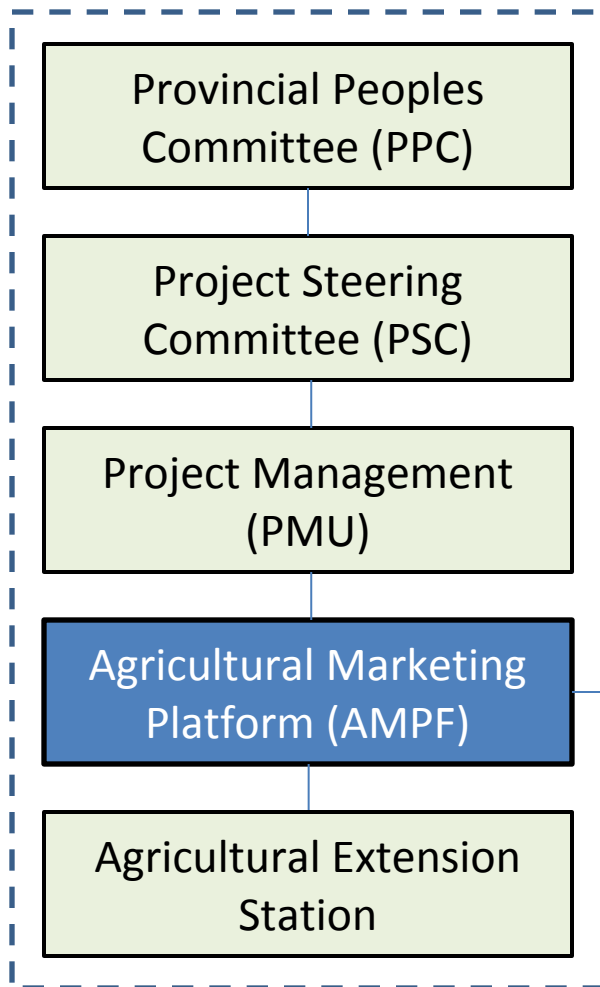 Provincial Peoples
Committee (PPC)
Project Steering
Committee (PSC)
Project Management
(PMU)
Agricultural Marketing
Platform (AMPF)
Agricultural Extension
Station